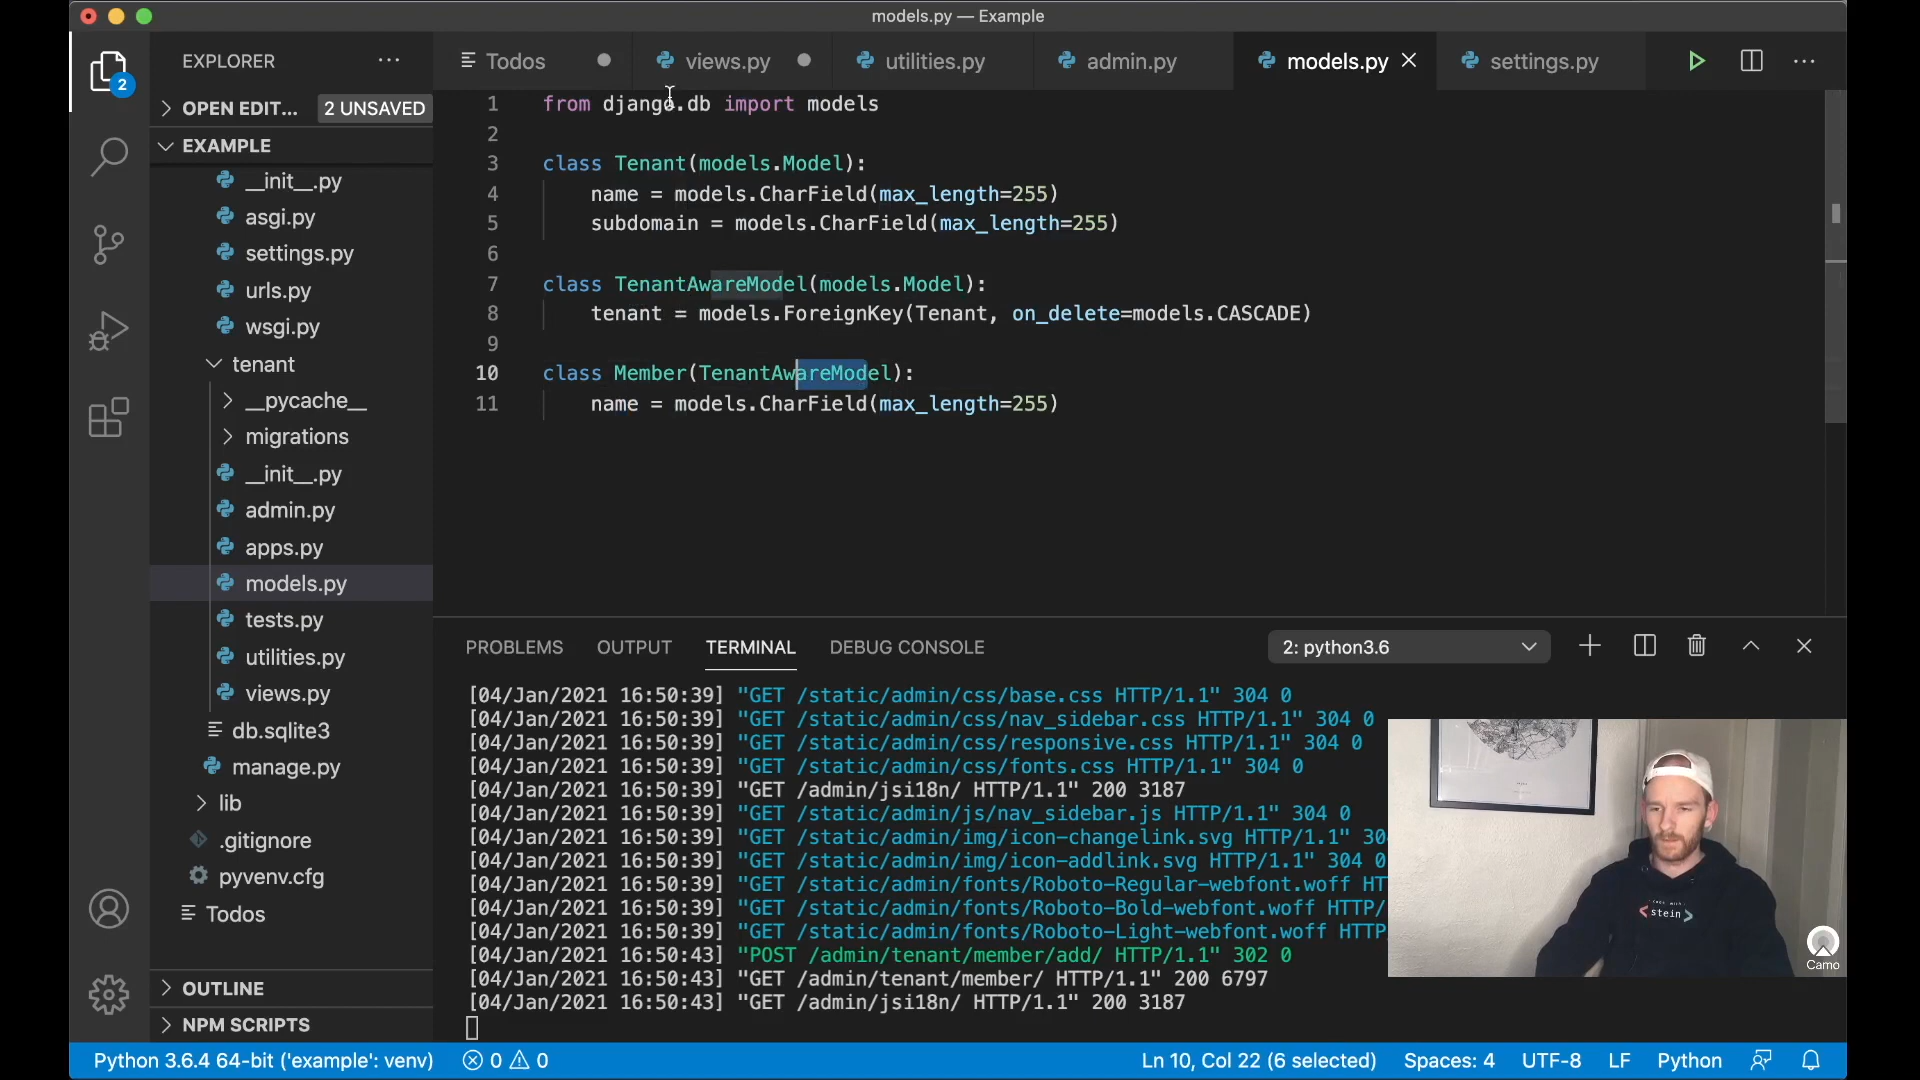 models.py — Example
EXPLORER
Todos
views.py
utilities.py
admin.py
models.py
settings.py
2
OPEN EDIT... 2 UNSAVED
EXAMPLE
__init__.py
asgi.py
settings.py
urls.py
wsgi.py
tenant
__pycache__
migrations
__init__.py
admin.py
apps.py
models.py
tests.py
utilities.py
views.py
db.sqlite3
manage.py
lib
.gitignore
pyvenv.cfg
Todos
OUTLINE
NPM SCRIPTS
1 from django.db import models
2
3 class Tenant(models.Model):
4 name = models.CharField(max_length=255)
5 subdomain = models.CharField(max_length=255)
6
7 class TenantAwareModel(models.Model):
8 tenant = models.ForeignKey(Tenant, on_delete=models.CASCADE)
9
10 class Member(TenantAwareModel):
11 name = models.CharField(max_length=255)
PROBLEMS OUTPUT TERMINAL DEBUG CONSOLE 2: python3.6
[04/Jan/2021 16:50:39] "GET /static/admin/css/base.css HTTP/1.1" 304 0
[04/Jan/2021 16:50:39] "GET /static/admin/css/nav_sidebar.css HTTP/1.1" 304 0
[04/Jan/2021 16:50:39] "GET /static/admin/css/responsive.css HTTP/1.1" 304 0
[04/Jan/2021 16:50:39] "GET /static/admin/css/fonts.css HTTP/1.1" 304 0
[04/Jan/2021 16:50:39] "GET /admin/jsi18n/ HTTP/1.1" 200 3187
[04/Jan/2021 16:50:39] "GET /static/admin/js/nav_sidebar.js HTTP/1.1" 304 0
[04/Jan/2021 16:50:39] "GET /static/admin/img/icon-changelink.svg HTTP/1.1" 30
[04/Jan/2021 16:50:39] "GET /static/admin/img/icon-addlink.svg HTTP/1.1" 304 0
[04/Jan/2021 16:50:39] "GET /static/admin/fonts/Roboto-Regular-webfont.woff HT
[04/Jan/2021 16:50:39] "GET /static/admin/fonts/Roboto-Bold-webfont.woff HTTP/
[04/Jan/2021 16:50:39] "GET /static/admin/fonts/Roboto-Light-webfont.woff HTTP
[04/Jan/2021 16:50:43] "POST /admin/tenant/member/add/ HTTP/1.1" 302 0
[04/Jan/2021 16:50:43] "GET /admin/tenant/member/ HTTP/1.1" 200 6797
[04/Jan/2021 16:50:43] "GET /admin/jsi18n/ HTTP/1.1" 200 3187
<stein>
Camo
Python 3.6.4 64-bit ('example': venv) 0 0 Ln 10, Col 22 (6 selected) Spaces: 4 UTF-8 LF Python